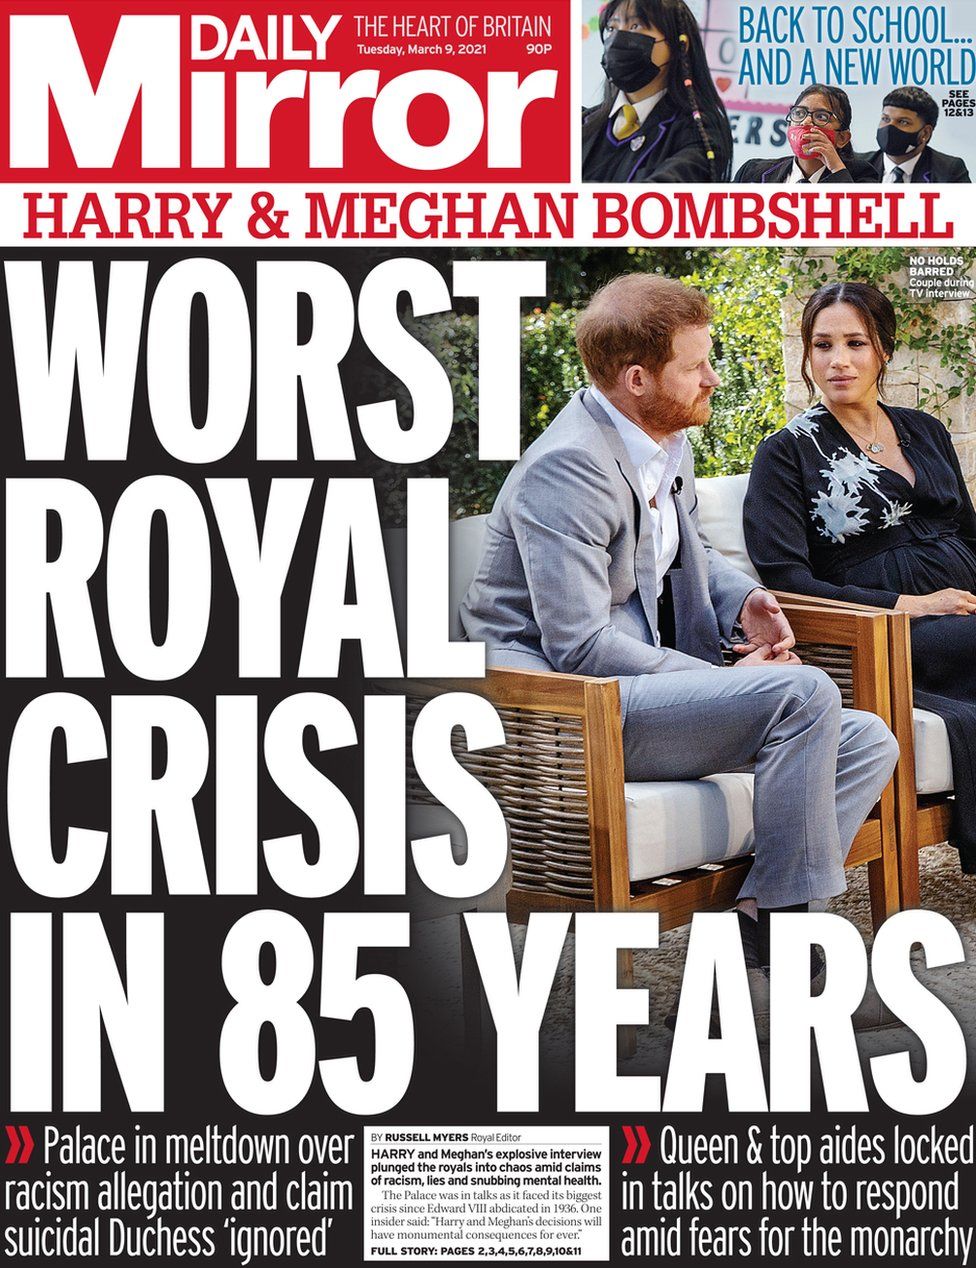 DAILY
Mirror
THE HEART OF BRITAIN
Tuesday, March 9, 2021 90P
BACK TO SCHOOL...
AND A NEW WORLD
SEE
PAGES
12&13
ERS
HARRY & MEGHAN BOMBSHELL
NO HOLDS
BARRED
Couple during
TV interview
WORST
ROYAL
CRISIS
IN 85 YEARS
» Palace in meltdown over
racism allegation and claim
suicidal Duchess ‘ignored’
BY RUSSELL MYERS Royal Editor
HARRY and Meghan's explosive interview
plunged the royals into chaos amid claims
of racism, lies and snubbing mental health.
The Palace was in talks as it faced its biggest
crisis since Edward VIII abdicated in 1936. One
insider said: "Harry and Meghan's decisions will
have monumental consequences for ever."
FULL STORY: PAGES 2,3,4,5,6,7,8,9,10&11
» Queen & top aides locked
in talks on how to respond
amid fears for the monarchy